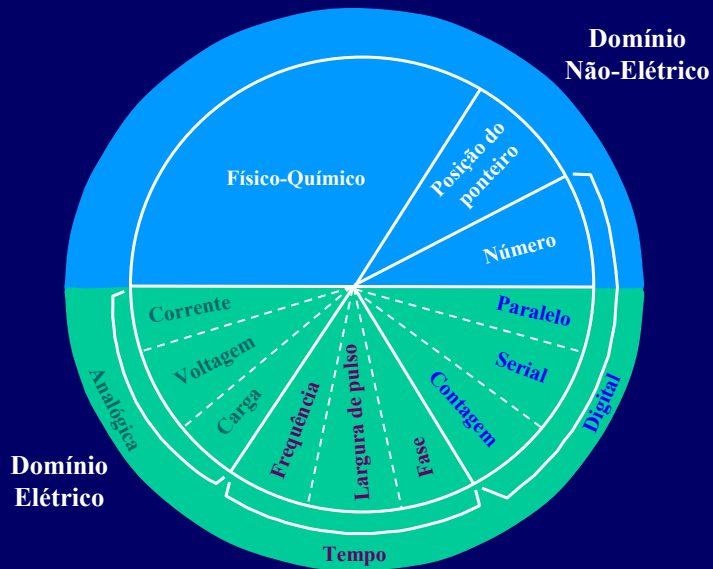 Domínio
Não-Elétrico
Físico-Químico
Posição do
ponteiro
Número
Corrente
Voltagem
Carga
Frequência
Largura de pulso
Fase
Contagem
Serial
Paralelo
Analógica
Digital
Domínio
Elétrico
Tempo